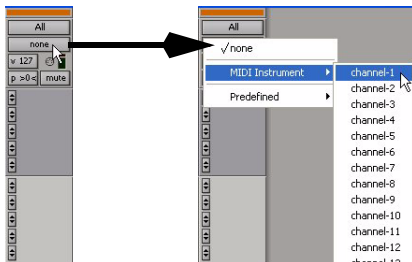 All
none
v 127
p >0< mute
All
√none
MIDI Instrument
Predefined
channel-1
channel-2
channel-3
channel-4
channel-5
channel-6
channel-7
channel-8
channel-9
channel-10
channel-11
channel-12